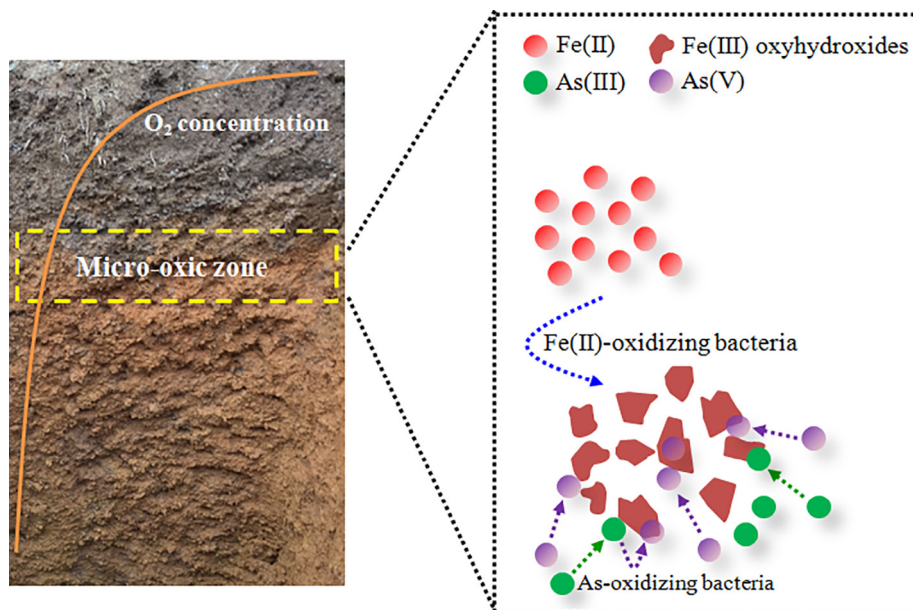 O₂ concentration
Micro-oxic zone
Fe(II)
Fe(III) oxyhydroxides
As(III)
As(V)
Fe(II)-oxidizing bacteria
As-oxidizing bacteria